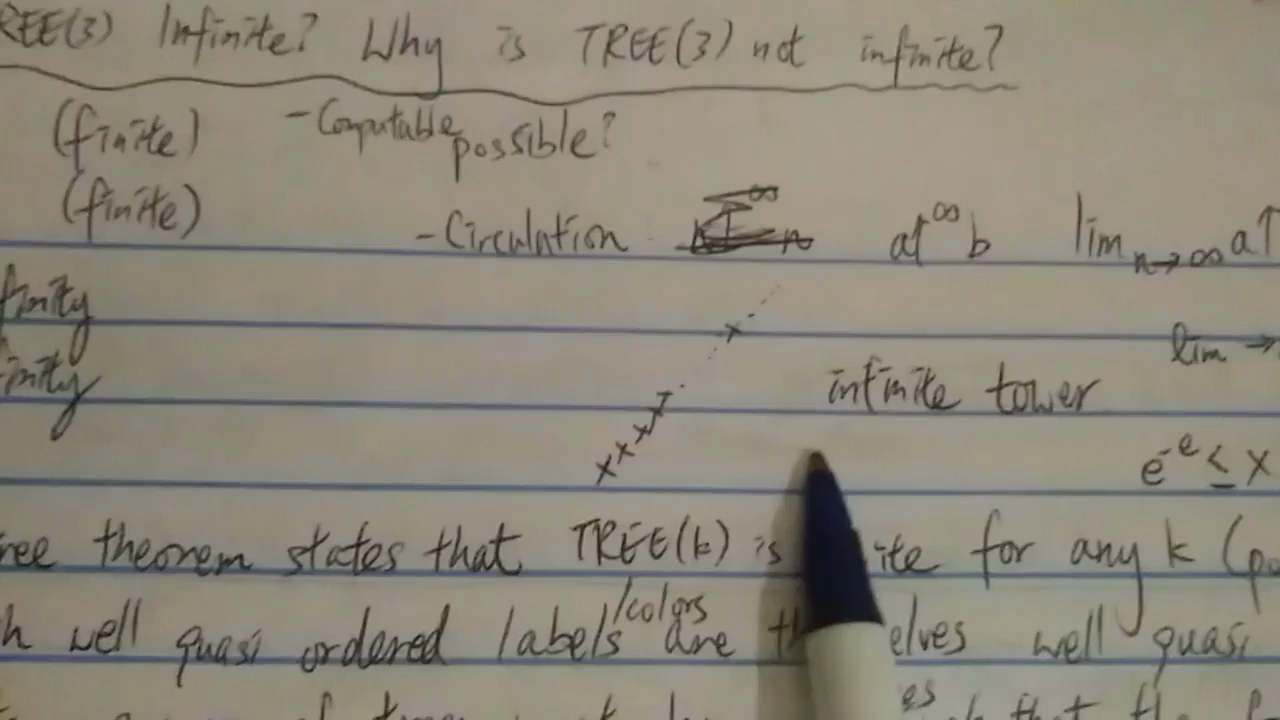 REE(3) Infinite? Why is TREE(3) not infinite?
(finite) - Computable possible?
(finite) - Circulation a↑^∞ b lim n→∞ a↑
finity
inity
lim →
infinite tower
e^-e ≤ x
ree theorem states that TREE(k) is ite for any k (po
h well quasi ordered labels/colors are th elves well quasi
es